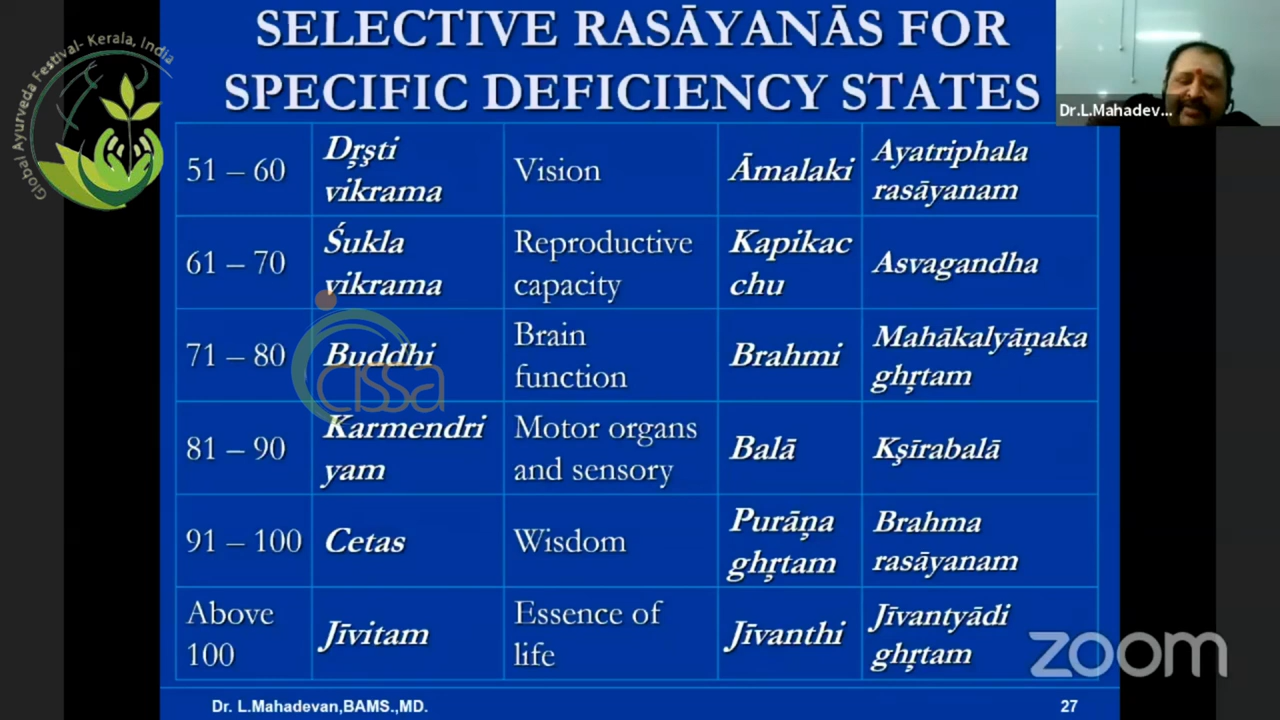 Global Ayurveda Festival- Kerala, India
SELECTIVE RASĀYANĀS FOR
SPECIFIC DEFICIENCY STATES
Dr.L.Mahadev...
51 – 60
Dṛṣti
vikrama
Vision
Āmalaki
Ayatriphala
rasāyanam
61 – 70
Śukla
vikrama
Reproductive
capacity
Kapikac
chu
Asvagandha
71 – 80
Buddhi
Brain
function
Brahmi
Mahākalyāṇaka
ghṛtam
cissa
81 – 90
Karmendri
yam
Motor organs
and sensory
Balā
Kṣīrabalā
91 – 100
Cetas
Wisdom
Purāṇa
ghṛtam
Brahma
rasāyanam
Above
100
Jīvitam
Essence of
life
Jīvanthi
Jīvantyādi
ghṛtam
zoom
Dr. L.Mahadevan,BAMS.,MD.
27